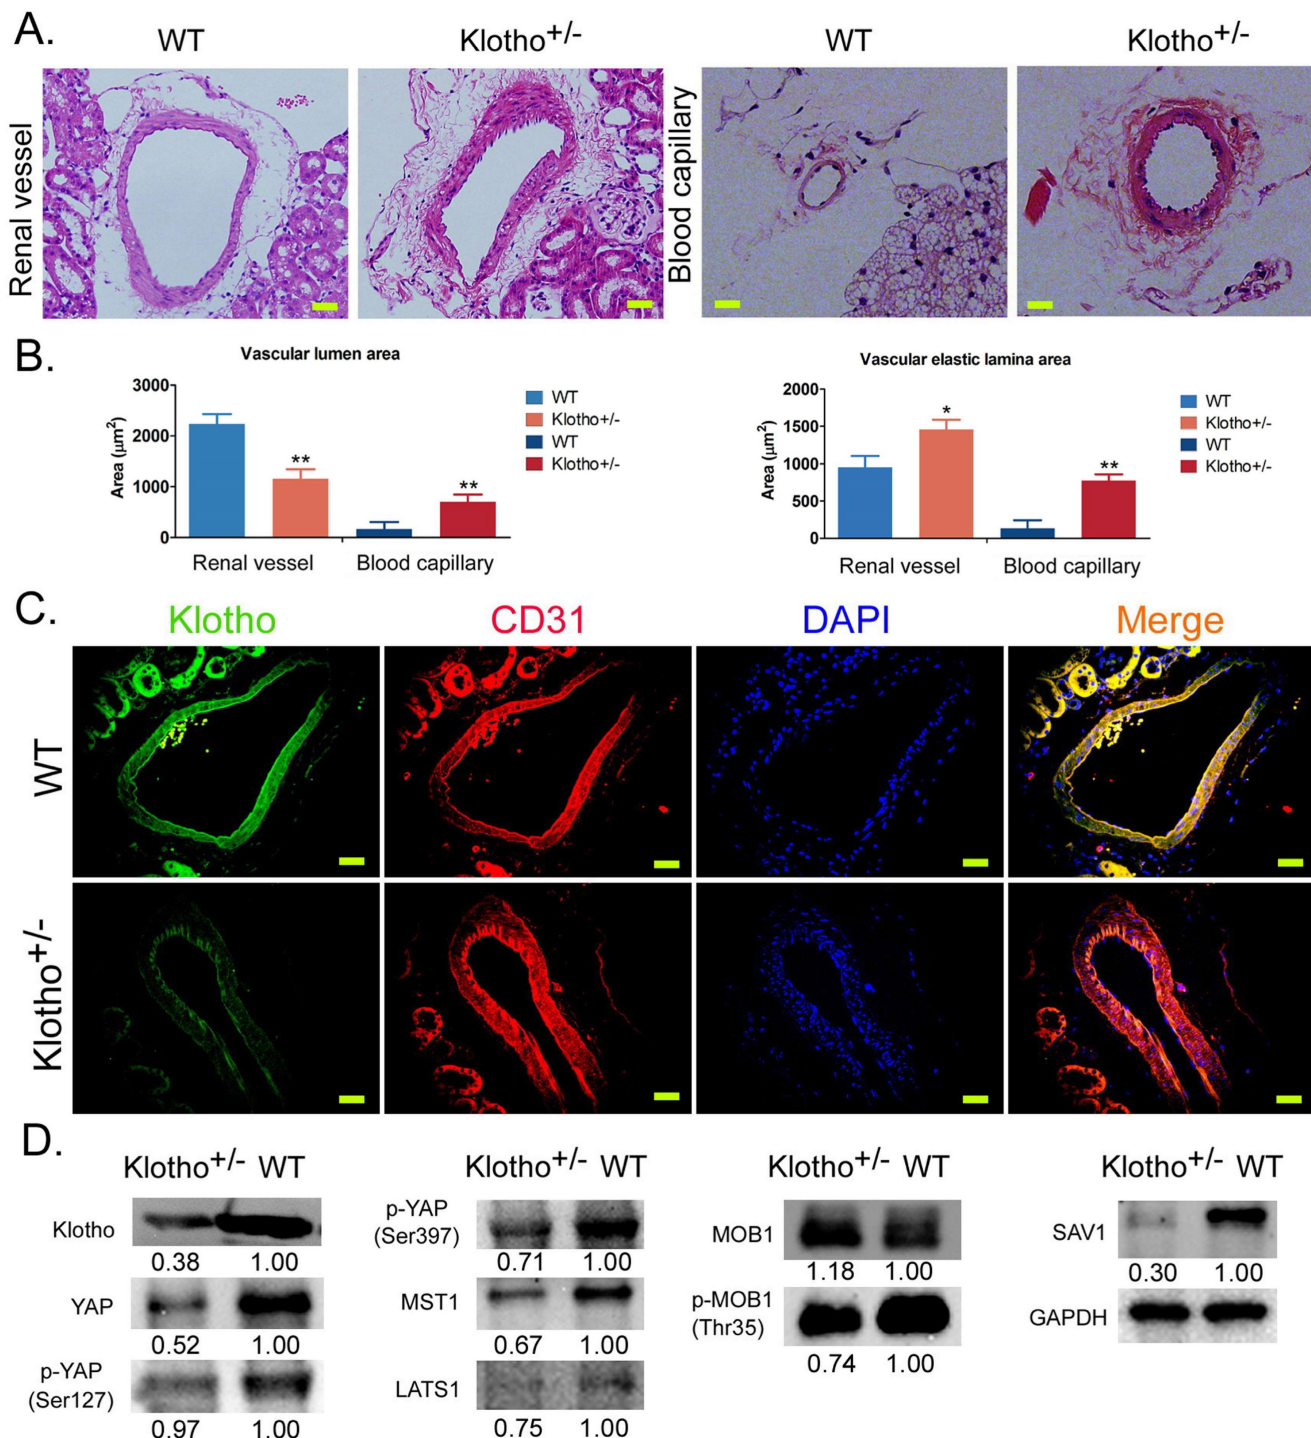 A.
WT Klotho+/- WT Klotho+/-
Renal vessel
Blood capillary
B.
Vascular lumen area
3000
2000
1000
0
Area (μm2)
**
**
Renal vessel Blood capillary
WT
Klotho+/-
WT
Klotho+/-
Vascular elastic lamina area
2000
1500
1000
500
0
Area (μm2)
*
**
Renal vessel Blood capillary
WT
Klotho+/-
WT
Klotho+/-
C.
Klotho CD31 DAPI Merge
WT
Klotho+/-
D.
Klotho+/- WT
Klotho
0.38 1.00
YAP
0.52 1.00
p-YAP
(Ser127)
0.97 1.00
Klotho+/- WT
p-YAP
(Ser397)
0.71 1.00
MST1
0.67 1.00
LATS1
0.75 1.00
Klotho+/- WT
MOB1
1.18 1.00
p-MOB1
(Thr35)
0.74 1.00
Klotho+/- WT
SAV1
0.30 1.00
GAPDH